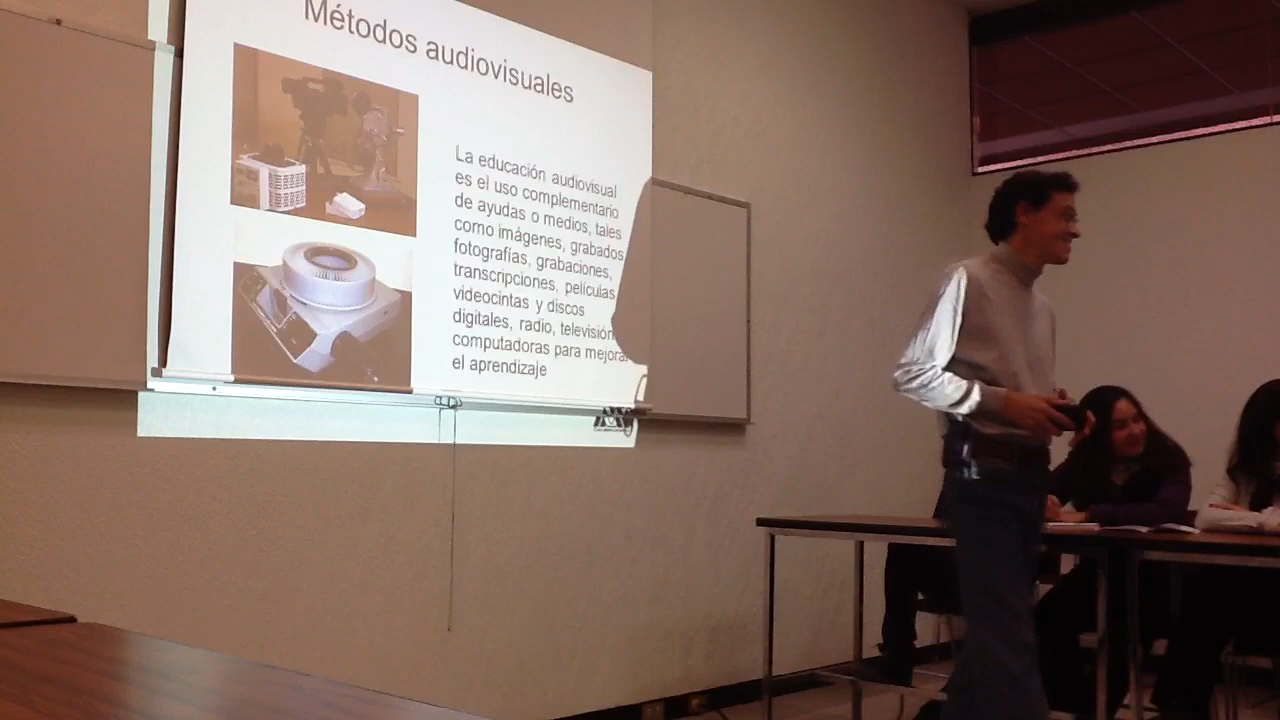 Métodos audiovisuales
La educación audiovisual
es el uso complementario
de ayudas o medios, tales
como imágenes, grabados
fotografías, grabaciones,
transcripciones, películas
videocintas y discos
digitales, radio, televisión
computadoras para mejorar
el aprendizaje